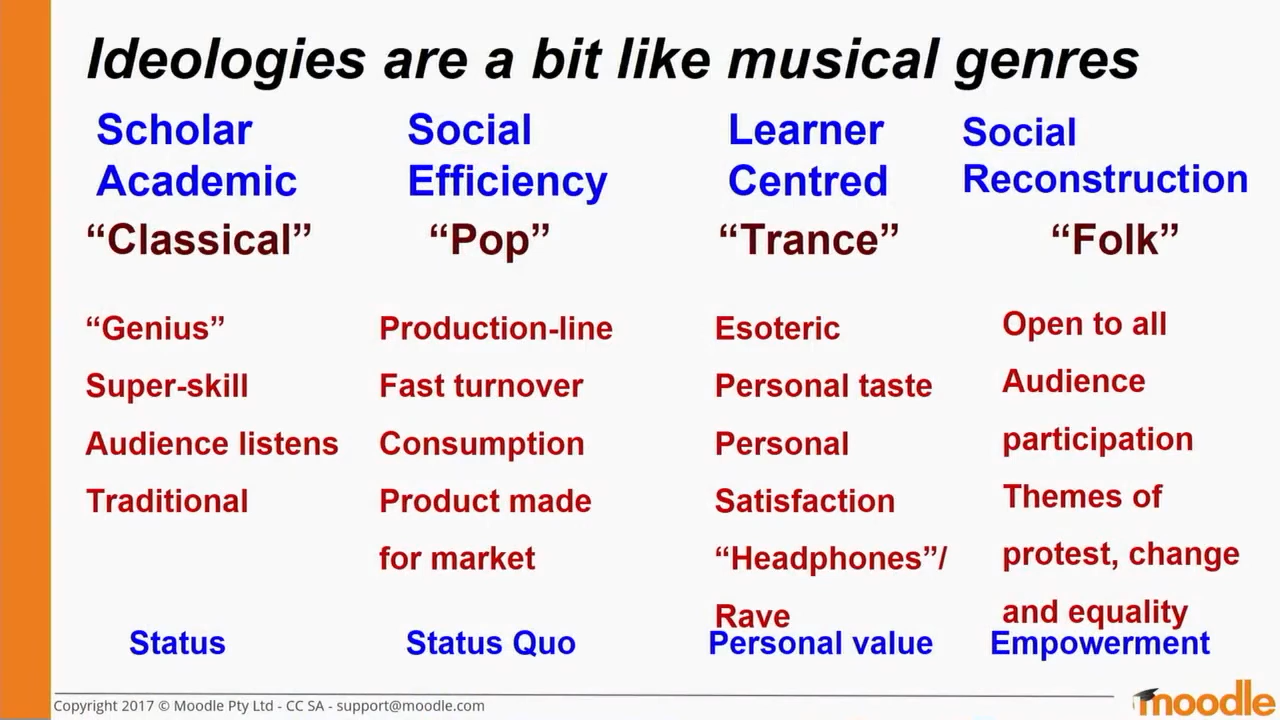 Ideologies are a bit like musical genres
Scholar
Academic
“Classical”
“Genius”
Super-skill
Audience listens
Traditional
Status
Social
Efficiency
“Pop”
Production-line
Fast turnover
Consumption
Product made
for market
Status Quo
Learner
Centred
“Trance”
Esoteric
Personal taste
Personal
Satisfaction
“Headphones”/
Rave
Personal value
Social
Reconstruction
“Folk”
Open to all
Audience
participation
Themes of
protest, change
and equality
Empowerment
Copyright 2017 © Moodle Pty Ltd - CC SA - support@moodle.com
moodle